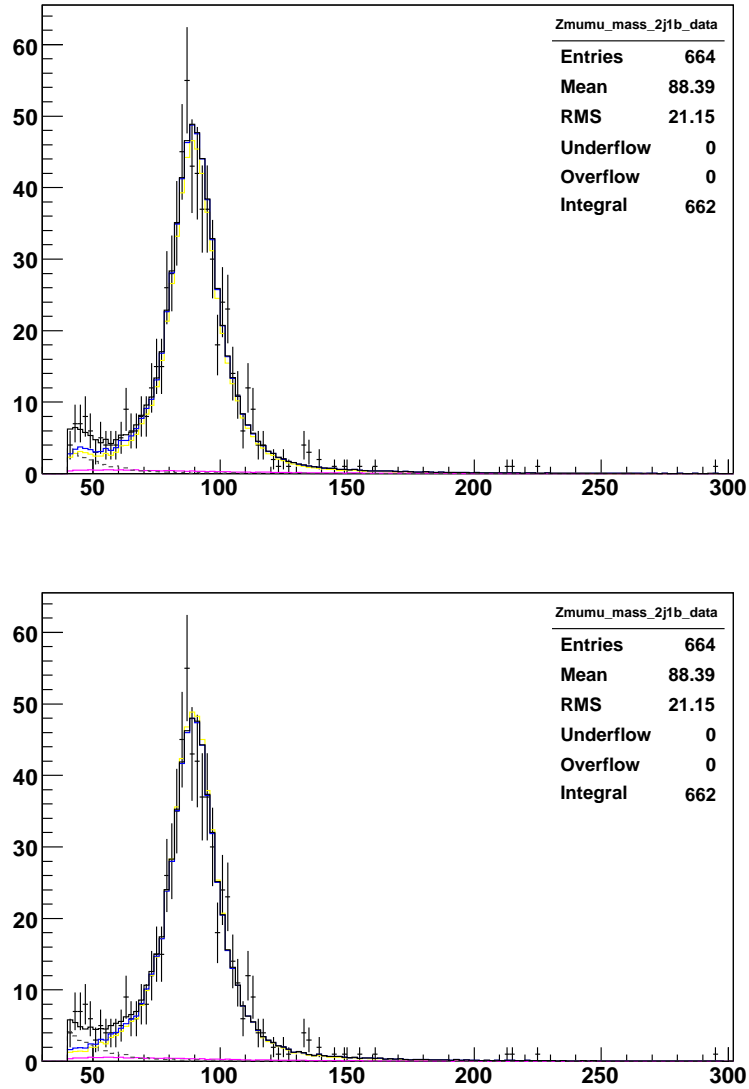 Zmumu_mass_2j1b_data
Entries 664
Mean 88.39
RMS 21.15
Underflow 0
Overflow 0
Integral 662
60
50
40
30
20
10
0
50 100 150 200 250 300
Zmumu_mass_2j1b_data
Entries 664
Mean 88.39
RMS 21.15
Underflow 0
Overflow 0
Integral 662
60
50
40
30
20
10
0
50 100 150 200 250 300